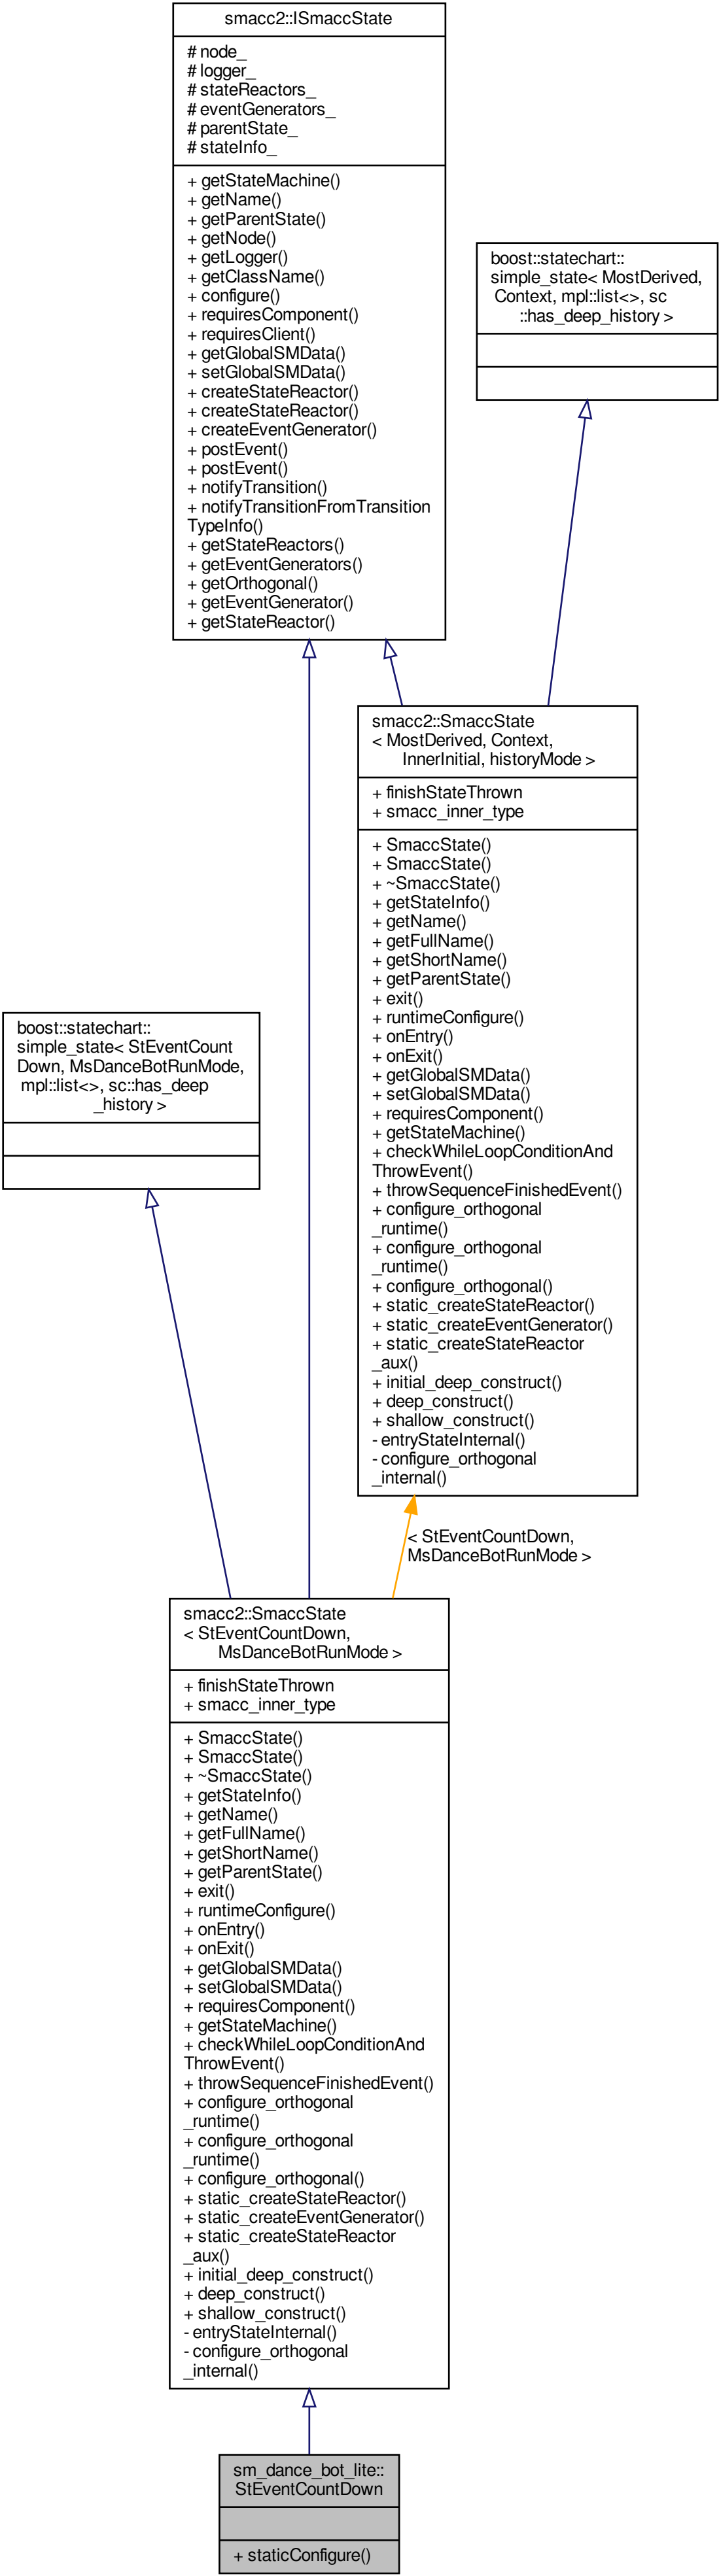 smacc2::ISmaccState
# node_
# logger_
# stateReactors_
# eventGenerators_
# parentState_
# stateInfo_
+ getStateMachine()
+ getName()
+ getParentState()
+ getNode()
+ getLogger()
+ getClassName()
+ configure()
+ requiresComponent()
+ requiresClient()
+ getGlobalSMData()
+ setGlobalSMData()
+ createStateReactor()
+ createStateReactor()
+ createEventGenerator()
+ postEvent()
+ postEvent()
+ notifyTransition()
+ notifyTransitionFromTransition
TypeInfo()
+ getStateReactors()
+ getEventGenerators()
+ getOrthogonal()
+ getEventGenerator()
+ getStateReactor()
boost::statechart::
simple_state< MostDerived,
Context, mpl::list<>, sc
::has_deep_history >
smacc2::SmaccState
< MostDerived, Context,
InnerInitial, historyMode >
+ finishStateThrown
+ smacc_inner_type
+ SmaccState()
+ SmaccState()
+ ~SmaccState()
+ getStateInfo()
+ getName()
+ getFullName()
+ getShortName()
+ getParentState()
+ exit()
+ runtimeConfigure()
+ onEntry()
+ onExit()
+ getGlobalSMData()
+ setGlobalSMData()
+ requiresComponent()
+ getStateMachine()
+ checkWhileLoopConditionAnd
ThrowEvent()
+ throwSequenceFinishedEvent()
+ configure_orthogonal
_runtime()
+ configure_orthogonal
_runtime()
+ configure_orthogonal()
+ static_createStateReactor()
+ static_createEventGenerator()
+ static_createStateReactor
_aux()
+ initial_deep_construct()
+ deep_construct()
+ shallow_construct()
- entryStateInternal()
- configure_orthogonal
_internal()
boost::statechart::
simple_state< StEventCount
Down, MsDanceBotRunMode,
mpl::list<>, sc::has_deep
_history >
< StEventCountDown,
MsDanceBotRunMode >
smacc2::SmaccState
< StEventCountDown,
MsDanceBotRunMode >
+ finishStateThrown
+ smacc_inner_type
+ SmaccState()
+ SmaccState()
+ ~SmaccState()
+ getStateInfo()
+ getName()
+ getFullName()
+ getShortName()
+ getParentState()
+ exit()
+ runtimeConfigure()
+ onEntry()
+ onExit()
+ getGlobalSMData()
+ setGlobalSMData()
+ requiresComponent()
+ getStateMachine()
+ checkWhileLoopConditionAnd
ThrowEvent()
+ throwSequenceFinishedEvent()
+ configure_orthogonal
_runtime()
+ configure_orthogonal
_runtime()
+ configure_orthogonal()
+ static_createStateReactor()
+ static_createEventGenerator()
+ static_createStateReactor
_aux()
+ initial_deep_construct()
+ deep_construct()
+ shallow_construct()
- entryStateInternal()
- configure_orthogonal
_internal()
sm_dance_bot_lite::
StEventCountDown
+ staticConfigure()